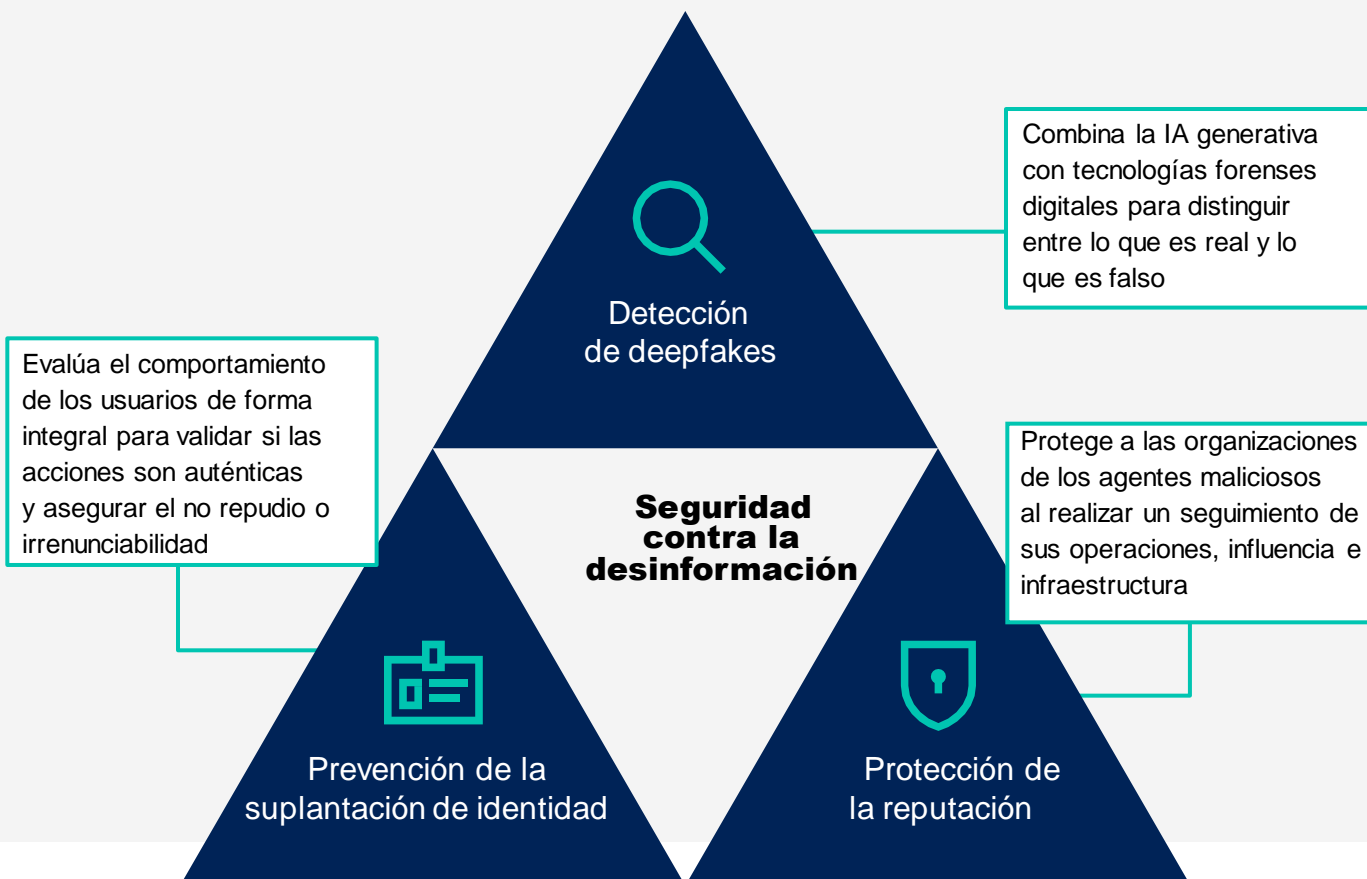 Combina la IA generativa
con tecnologías forenses
digitales para distinguir
entre lo que es real y lo
que es falso
Detección
de deepfakes
Evalúa el comportamiento
de los usuarios de forma
integral para validar si las
acciones son auténticas
y asegurar el no repudio o
irrenunciabilidad
Seguridad
contra la
desinformación
Protege a las organizaciones
de los agentes maliciosos
al realizar un seguimiento de
sus operaciones, influencia e
infraestructura
Prevención de la
suplantación de identidad
Protección de
la reputación